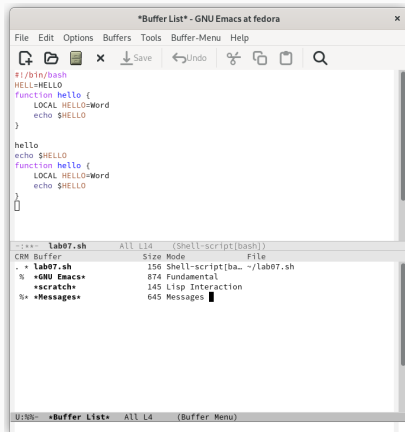 *Buffer List* - GNU Emacs at fedora
File Edit Options Buffers Tools Buffer-Menu Help
Save Undo
#!/bin/bash
HELL=HELLO
function hello {
    LOCAL HELLO=Word
    echo $HELLO
}
hello
echo $HELLO
function hello {
    LOCAL HELLO=Word
    echo $HELLO
}
-:**- lab07.sh All L14 (Shell-script[bash])
CRM Buffer Size Mode File
. * lab07.sh 156 Shell-script[ba… ~/lab07.sh
 % *GNU Emacs* 874 Fundamental
   *scratch* 145 Lisp Interaction
 %* *Messages* 645 Messages
U:%%- *Buffer List* All L4 (Buffer Menu)